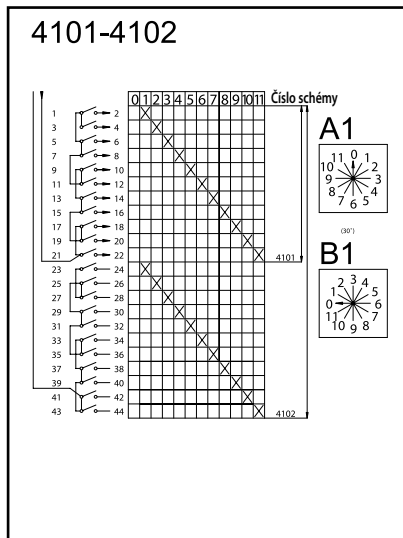 4101-4102
0 1 2 3 4 5 6 7 8 9 10 11 Číslo schémy
1 2 X
3 4 X
5 6 X
7 8 X
9 10 X
11 12 X
13 14 X
15 16 X
17 18 X
19 20 X
21 22 X 4101
23 24 X
25 26 X
27 28 X
29 30 X
31 32 X
33 34 X
35 36 X
37 38 X
39 40 X
41 42 X
43 44 X 4102
A1
0 1 2 3 4 5 6 7 8 9 10 11
(30°)
B1
0 1 2 3 4 5 6 7 8 9 10 11